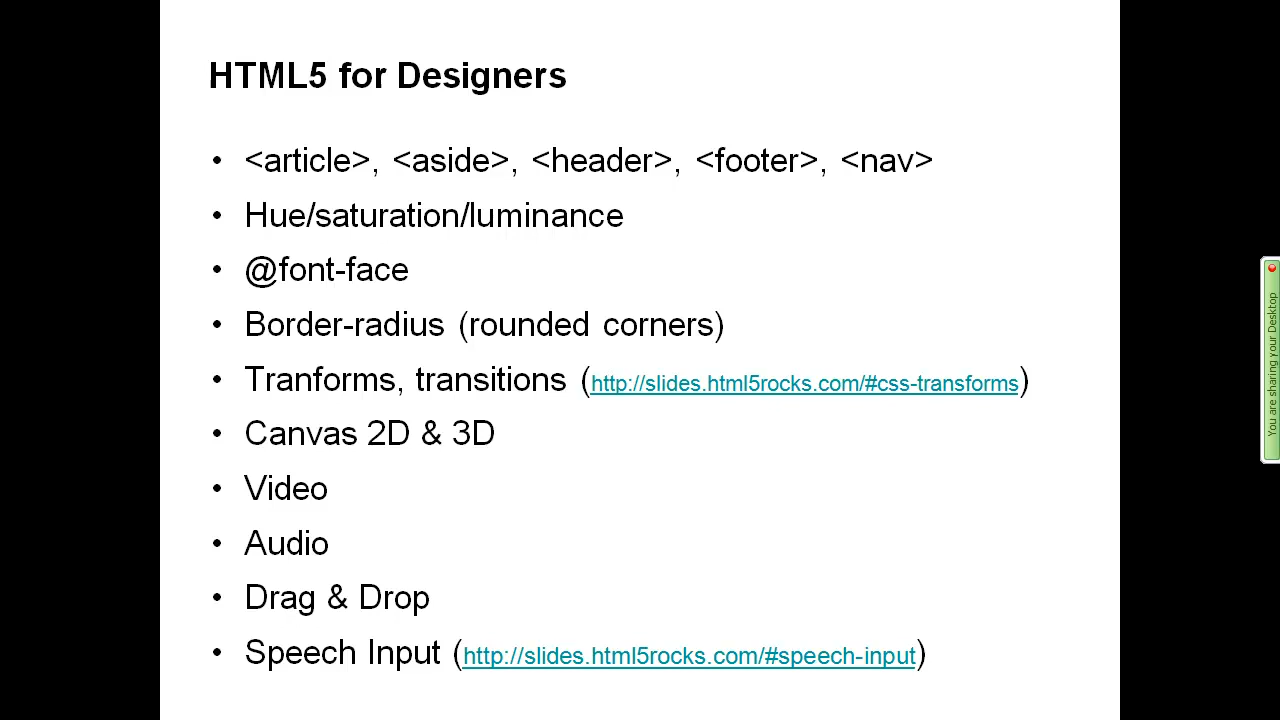 HTML5 for Designers
• <article>, <aside>, <header>, <footer>, <nav>
• Hue/saturation/luminance
• @font-face
• Border-radius (rounded corners)
• Tranforms, transitions (http://slides.html5rocks.com/#css-transforms)
• Canvas 2D & 3D
• Video
• Audio
• Drag & Drop
• Speech Input (http://slides.html5rocks.com/#speech-input)
You are sharing your Desktop